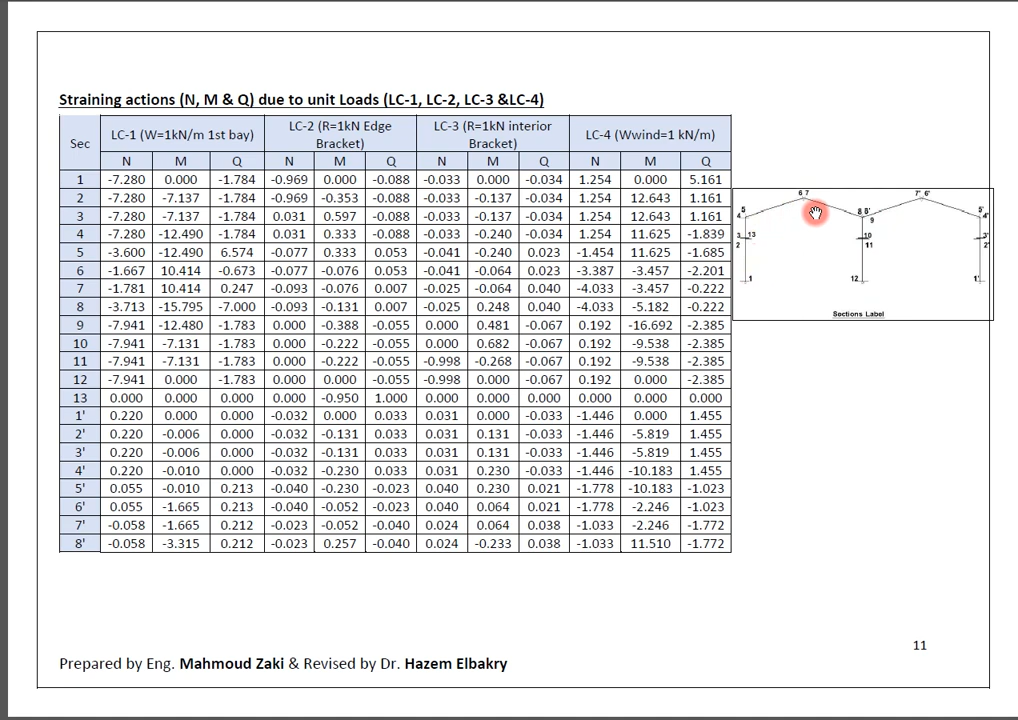 Straining actions (N, M & Q) due to unit Loads (LC-1, LC-2, LC-3 &LC-4)
Sec LC-1 (W=1kN/m 1st bay) LC-2 (R=1kN Edge Bracket) LC-3 (R=1kN interior Bracket) LC-4 (Wwind=1 kN/m)
N M Q N M Q N M Q N M Q
1 -7.280 0.000 -1.784 -0.969 0.000 -0.088 -0.033 0.000 -0.034 1.254 0.000 5.161
2 -7.280 -7.137 -1.784 -0.969 -0.353 -0.088 -0.033 -0.137 -0.034 1.254 12.643 1.161
3 -7.280 -7.137 -1.784 0.031 0.597 -0.088 -0.033 -0.137 -0.034 1.254 12.643 1.161
4 -7.280 -12.490 -1.784 0.031 0.333 -0.088 -0.033 -0.240 -0.034 1.254 11.625 -1.839
5 -3.600 -12.490 6.574 -0.077 0.333 0.053 -0.041 -0.240 0.023 -1.454 11.625 -1.685
6 -1.667 10.414 -0.673 -0.077 -0.076 0.053 -0.041 -0.064 0.023 -3.387 -3.457 -2.201
7 -1.781 10.414 0.247 -0.093 -0.076 0.007 -0.025 -0.064 0.040 -4.033 -3.457 -0.222
8 -3.713 -15.795 -7.000 -0.093 -0.131 0.007 -0.025 0.248 0.040 -4.033 -5.182 -0.222
9 -7.941 -12.480 -1.783 0.000 -0.388 -0.055 0.000 0.481 -0.067 0.192 -16.692 -2.385
10 -7.941 -7.131 -1.783 0.000 -0.222 -0.055 0.000 0.682 -0.067 0.192 -9.538 -2.385
11 -7.941 -7.131 -1.783 0.000 -0.222 -0.055 -0.998 -0.268 -0.067 0.192 -9.538 -2.385
12 -7.941 0.000 -1.783 0.000 0.000 -0.055 -0.998 0.000 -0.067 0.192 0.000 -2.385
13 0.000 0.000 0.000 0.000 -0.950 1.000 0.000 0.000 0.000 0.000 0.000 0.000
1' 0.220 0.000 0.000 -0.032 0.000 0.033 0.031 0.000 -0.033 -1.446 0.000 1.455
2' 0.220 -0.006 0.000 -0.032 -0.131 0.033 0.031 0.131 -0.033 -1.446 -5.819 1.455
3' 0.220 -0.006 0.000 -0.032 -0.131 0.033 0.031 0.131 -0.033 -1.446 -5.819 1.455
4' 0.220 -0.010 0.000 -0.032 -0.230 0.033 0.031 0.230 -0.033 -1.446 -10.183 1.455
5' 0.055 -0.010 0.213 -0.040 -0.230 -0.023 0.040 0.230 0.021 -1.778 -10.183 -1.023
6' 0.055 -1.665 0.213 -0.040 -0.052 -0.023 0.040 0.064 0.021 -1.778 -2.246 -1.023
7' -0.058 -1.665 0.212 -0.023 -0.052 -0.040 0.024 0.064 0.038 -1.033 -2.246 -1.772
8' -0.058 -3.315 0.212 -0.023 0.257 -0.040 0.024 -0.233 0.038 -1.033 11.510 -1.772
6 7 7' 6'
5 8 8' 5'
4 9 4'
3 13 10 3'
2 11 2'
1 12 1'
Sections Label
11
Prepared by Eng. Mahmoud Zaki & Revised by Dr. Hazem Elbakry